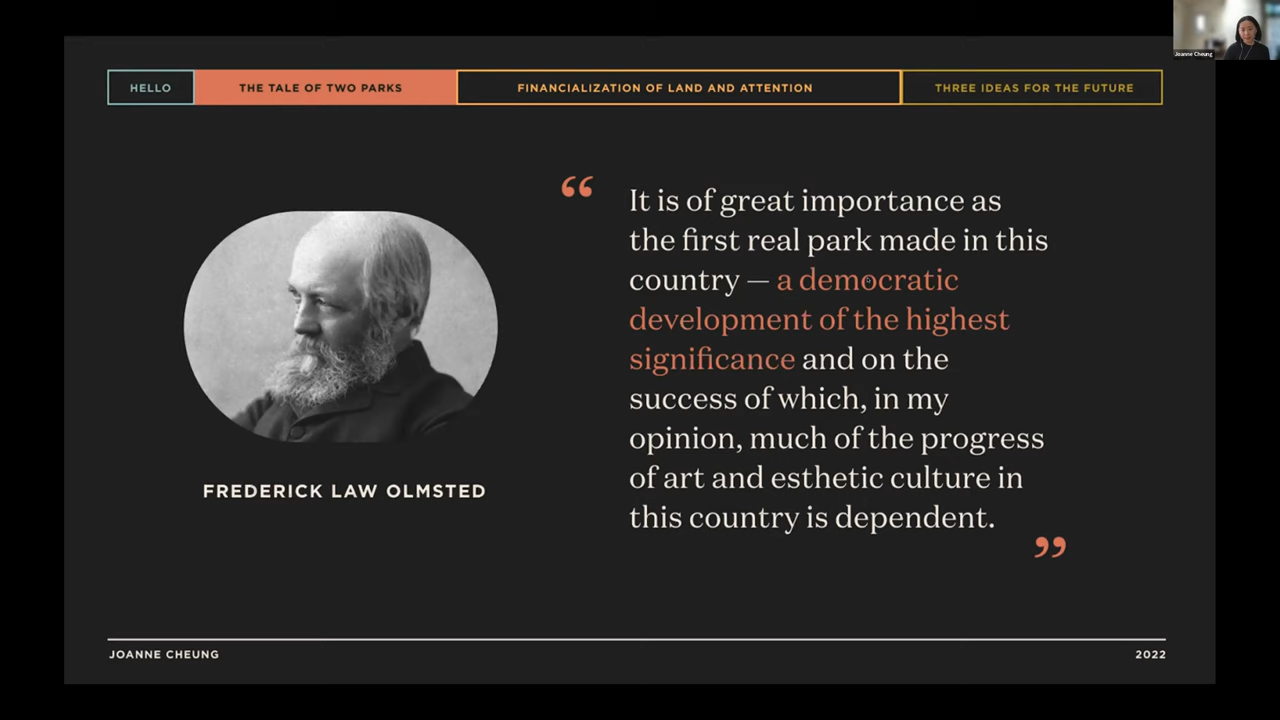 Joanne Cheung
HELLO
THE TALE OF TWO PARKS
FINANCIALIZATION OF LAND AND ATTENTION
THREE IDEAS FOR THE FUTURE
“
It is of great importance as
the first real park made in this
country — a democratic
development of the highest
significance and on the
success of which, in my
opinion, much of the progress
of art and esthetic culture in
this country is dependent.
”
FREDERICK LAW OLMSTED
JOANNE CHEUNG
2022